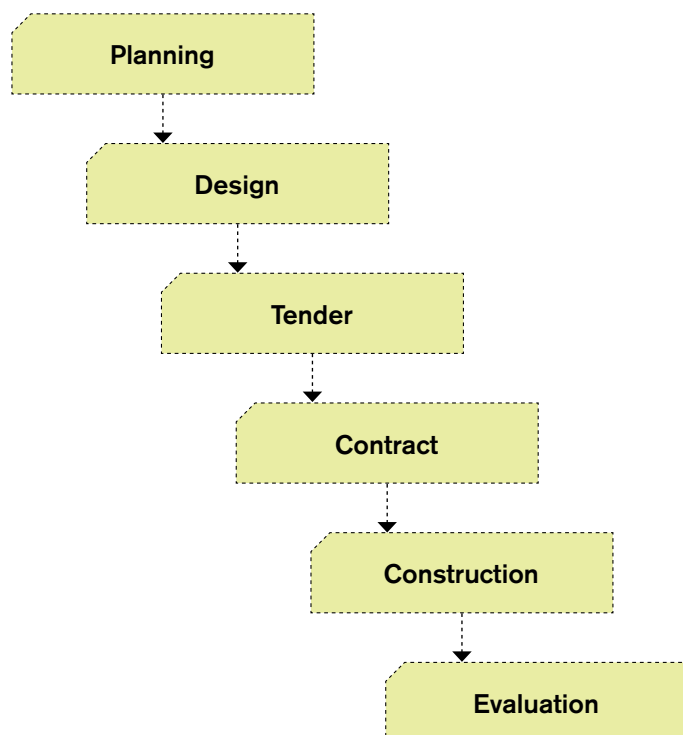 Planning
Design
Tender
Contract
Construction
Evaluation